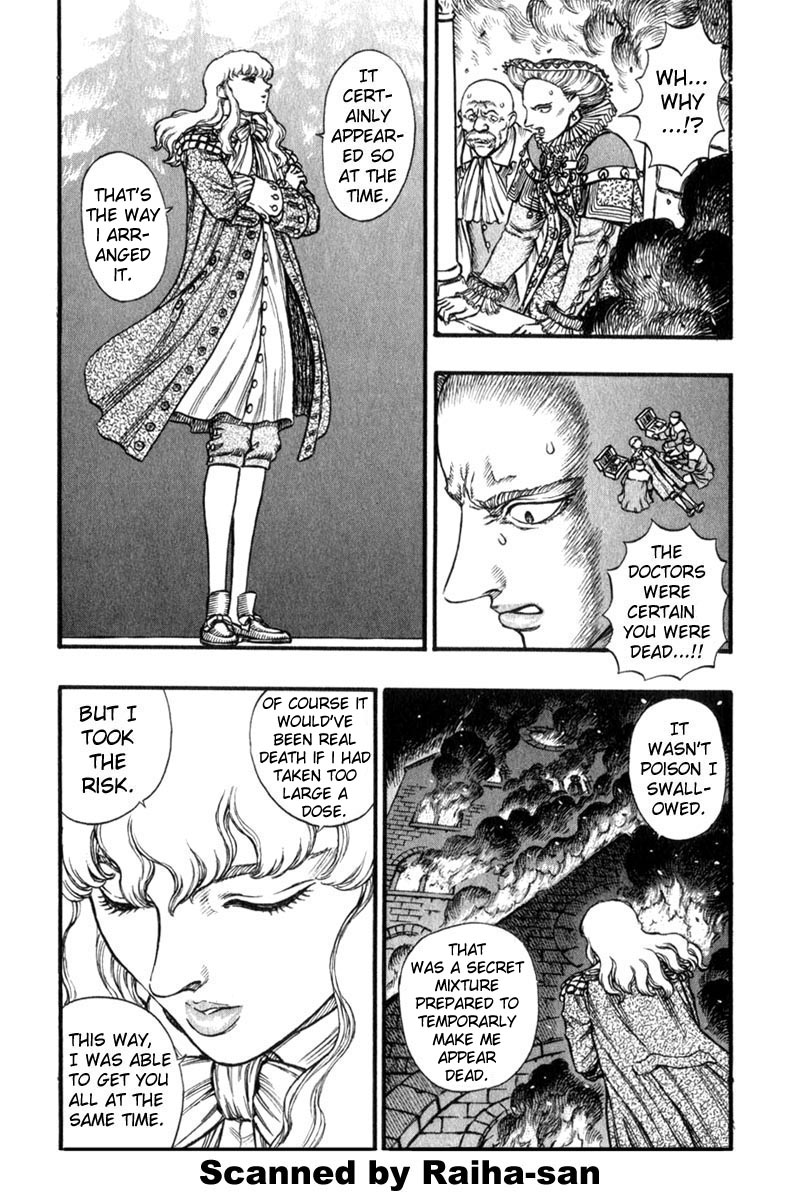 WH...
WHY
...!?
THE
DOCTORS
WERE
CERTAIN
YOU WERE
DEAD...!!
IT
CERT-
AINLY
APPEAR-
ED SO
AT THE
TIME.
THAT'S
THE WAY
I ARR-
ANGED
IT.
IT
WASN'T
POISON I
SWALL-
OWED.
THAT
WAS A SECRET
MIXTURE
PREPARED TO
TEMPORARLY
MAKE ME
APPEAR
DEAD.
OF COURSE IT
WOULD'VE
BEEN REAL
DEATH IF I HAD
TAKEN TOO
LARGE A
DOSE.
BUT I
TOOK
THE
RISK.
THIS WAY,
I WAS ABLE
TO GET YOU
ALL AT THE
SAME TIME.
Scanned by Raiha-san